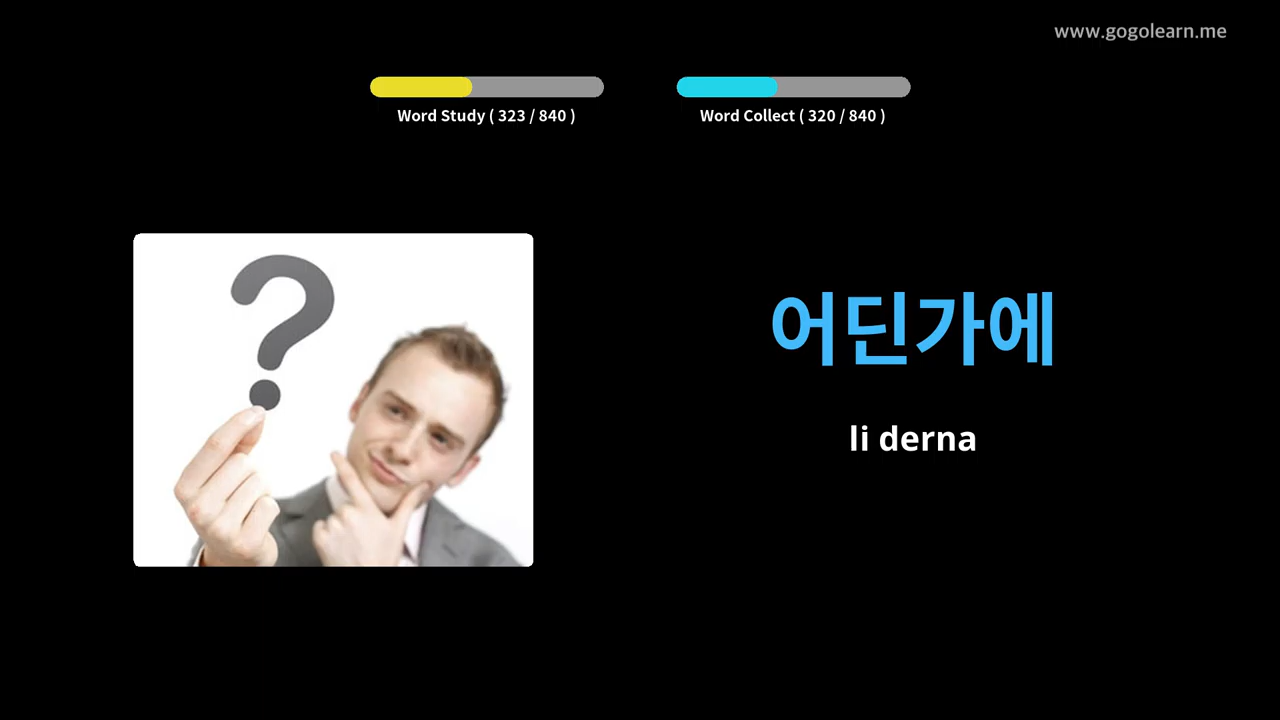 www.gogolearn.me
Word Study ( 323 / 840 )
Word Collect ( 320 / 840 )
어딘가에
li derna